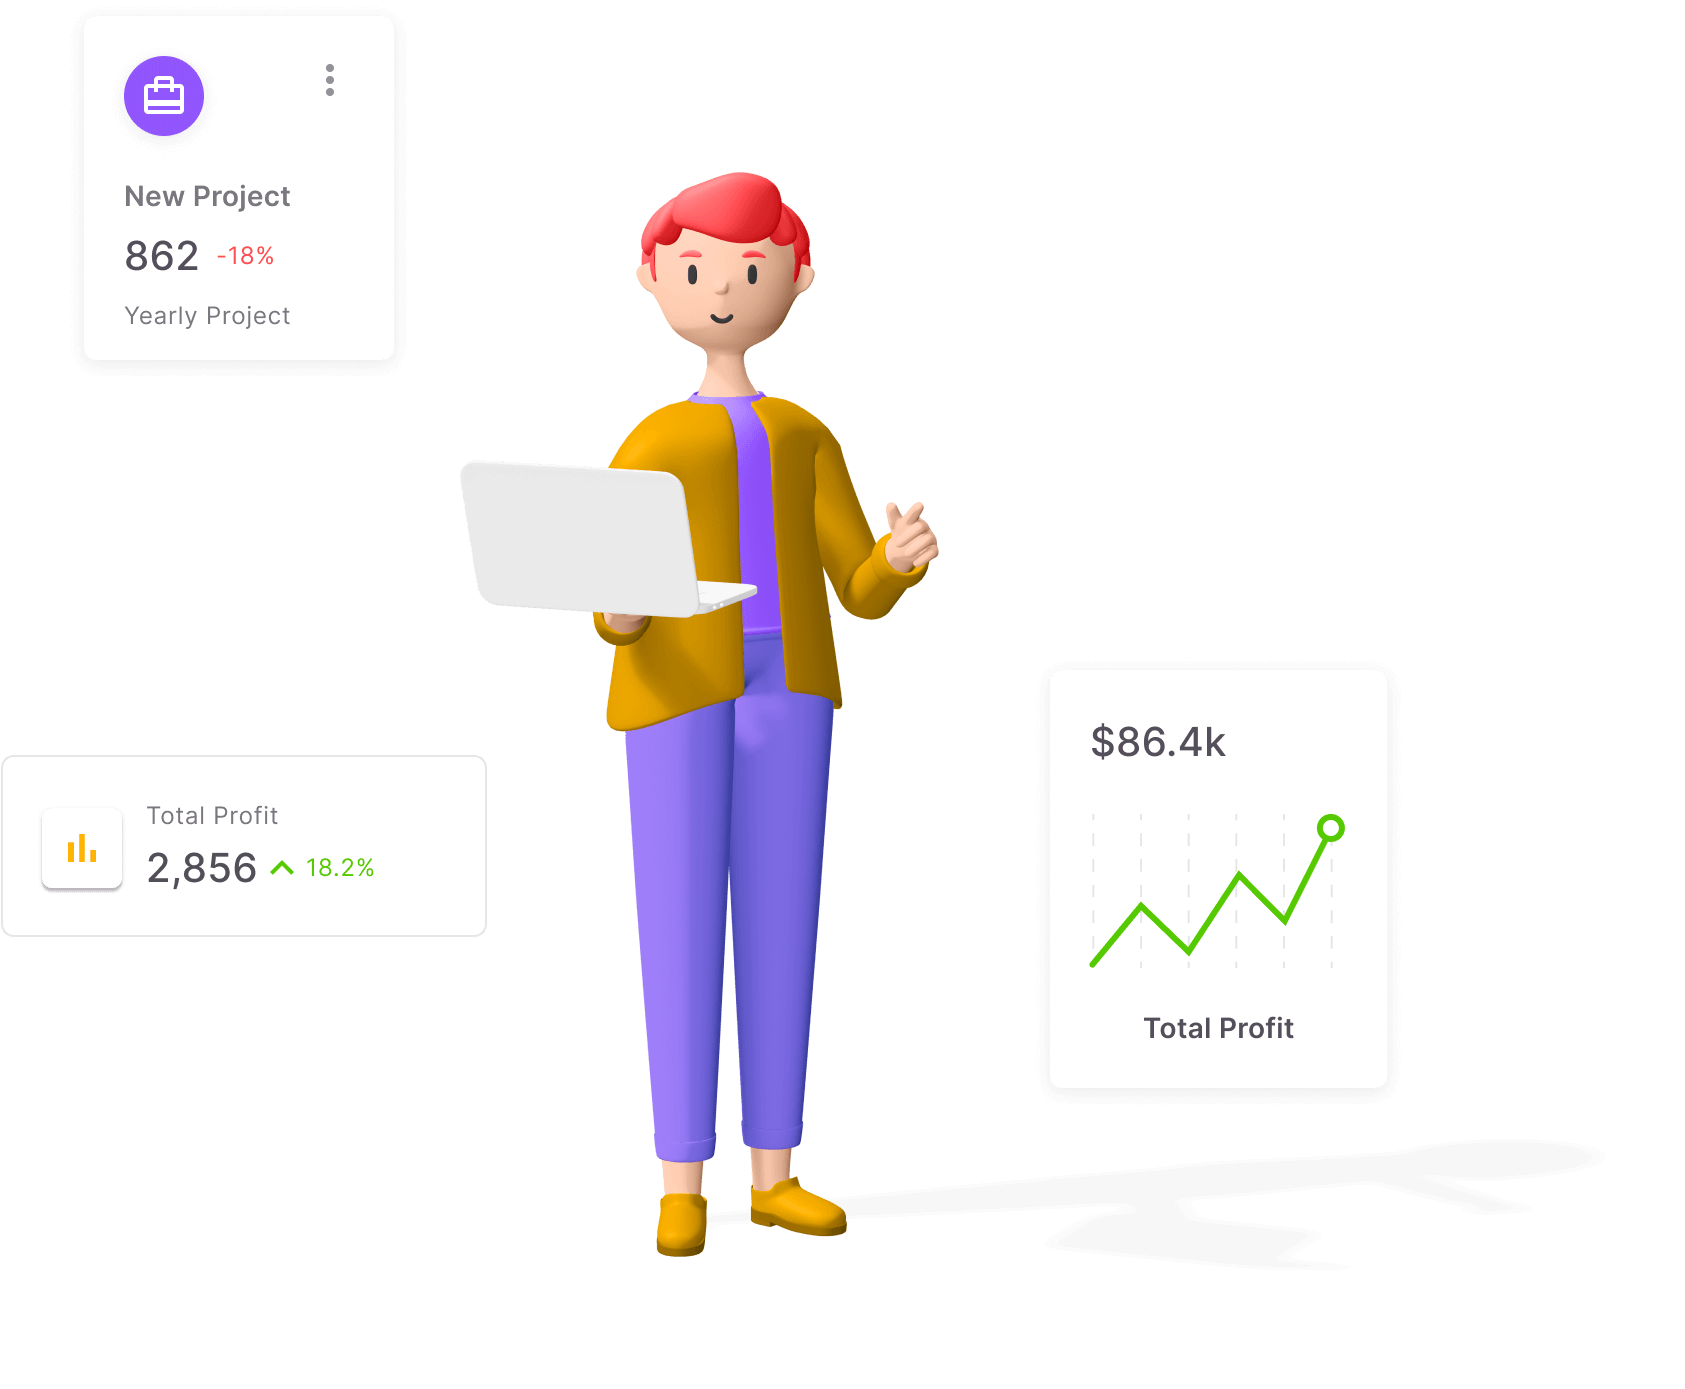 New Project
862 -18%
Yearly Project
Total Profit
2,856 18.2%
$86.4k
Total Profit